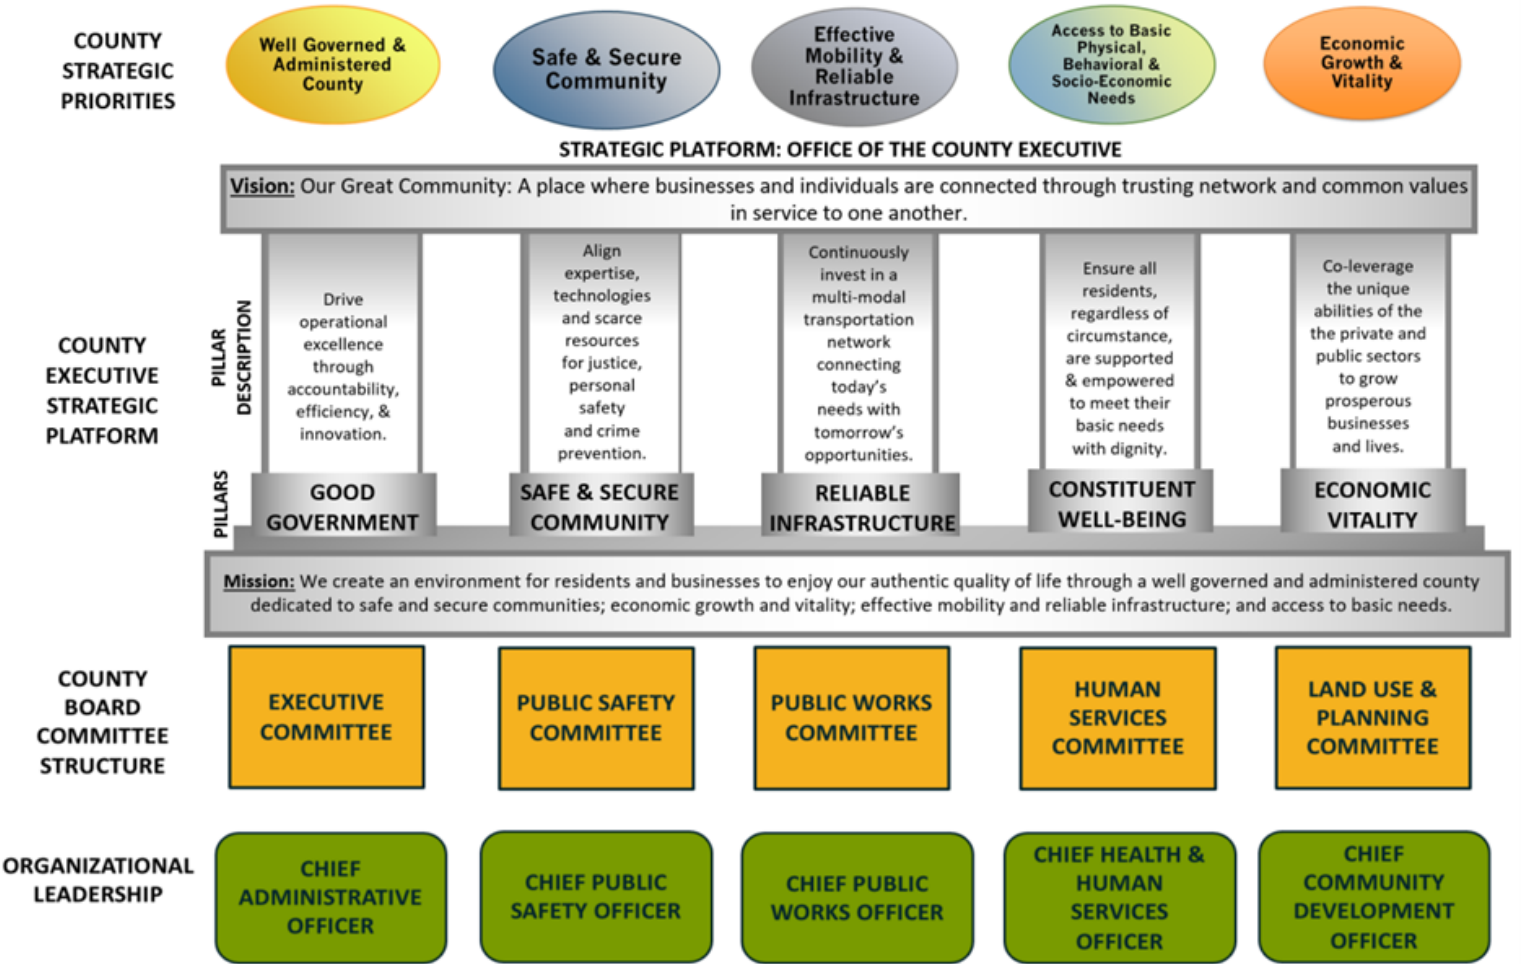 COUNTY
STRATEGIC
PRIORITIES
Well Governed &
Administered
County
Safe & Secure
Community
Effective
Mobility &
Reliable
Infrastructure
Access to Basic
Physical,
Behavioral &
Socio-Economic
Needs
Economic
Growth &
Vitality
STRATEGIC PLATFORM: OFFICE OF THE COUNTY EXECUTIVE
Vision: Our Great Community: A place where businesses and individuals are connected through trusting network and common values
in service to one another.
COUNTY
EXECUTIVE
STRATEGIC
PLATFORM
PILLAR
DESCRIPTION
Drive
operational
excellence
through
accountability,
efficiency, &
innovation.
Align
expertise,
technologies
and scarce
resources
for justice,
personal
safety
and crime
prevention.
Continuously
invest in a
multi-modal
transportation
network
connecting
today's
needs with
tomorrow's
opportunities.
Ensure all
residents,
regardless of
circumstance,
are supported
& empowered
to meet their
basic needs
with dignity.
Co-leverage
the unique
abilities of the
the private and
public sectors
to grow
prosperous
businesses
and lives.
PILLARS
GOOD
GOVERNMENT
SAFE & SECURE
COMMUNITY
RELIABLE
INFRASTRUCTURE
CONSTITUENT
WELL-BEING
ECONOMIC
VITALITY
Mission: We create an environment for residents and businesses to enjoy our authentic quality of life through a well governed and administered county
dedicated to safe and secure communities; economic growth and vitality; effective mobility and reliable infrastructure; and access to basic needs.
COUNTY
BOARD
COMMITTEE
STRUCTURE
EXECUTIVE
COMMITTEE
PUBLIC SAFETY
COMMITTEE
PUBLIC WORKS
COMMITTEE
HUMAN
SERVICES
COMMITTEE
LAND USE &
PLANNING
COMMITTEE
ORGANIZATIONAL
LEADERSHIP
CHIEF
ADMINISTRATIVE
OFFICER
CHIEF PUBLIC
SAFETY OFFICER
CHIEF PUBLIC
WORKS OFFICER
CHIEF HEALTH &
HUMAN
SERVICES
OFFICER
CHIEF
COMMUNITY
DEVELOPMENT
OFFICER